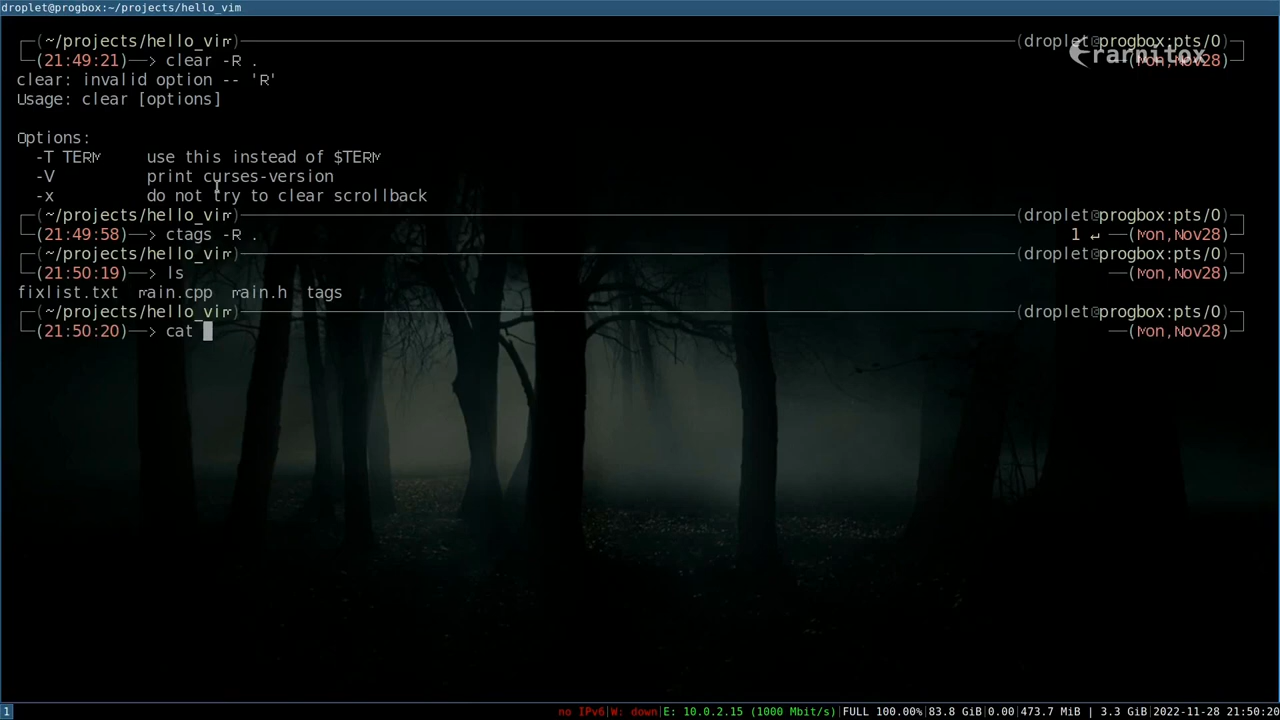 droplet@progbox:~/projects/hello_vim
(~/projects/hello_vim) (droplet@progbox:pts/0)
(21:49:21)—> clear -R . (Mon,Nov28)
rarnitox
clear: invalid option -- 'R'
Usage: clear [options]
Options:
-T TERM use this instead of $TERM
-V print curses-version
-x do not try to clear scrollback
(~/projects/hello_vim) (droplet@progbox:pts/0)
(21:49:58)—> ctags -R . 1 ↵ —(Mon,Nov28)
(~/projects/hello_vim) (droplet@progbox:pts/0)
(21:50:19)—> ls —(Mon,Nov28)
fixlist.txt main.cpp main.h tags
(~/projects/hello_vim) (droplet@progbox:pts/0)
(21:50:20)—> cat —(Mon,Nov28)
1 no IPv6|W: down|E: 10.0.2.15 (1000 Mbit/s)|FULL 100.00%|83.8 GiB|0.00|473.7 MiB | 3.3 GiB|2022-11-28 21:50:20